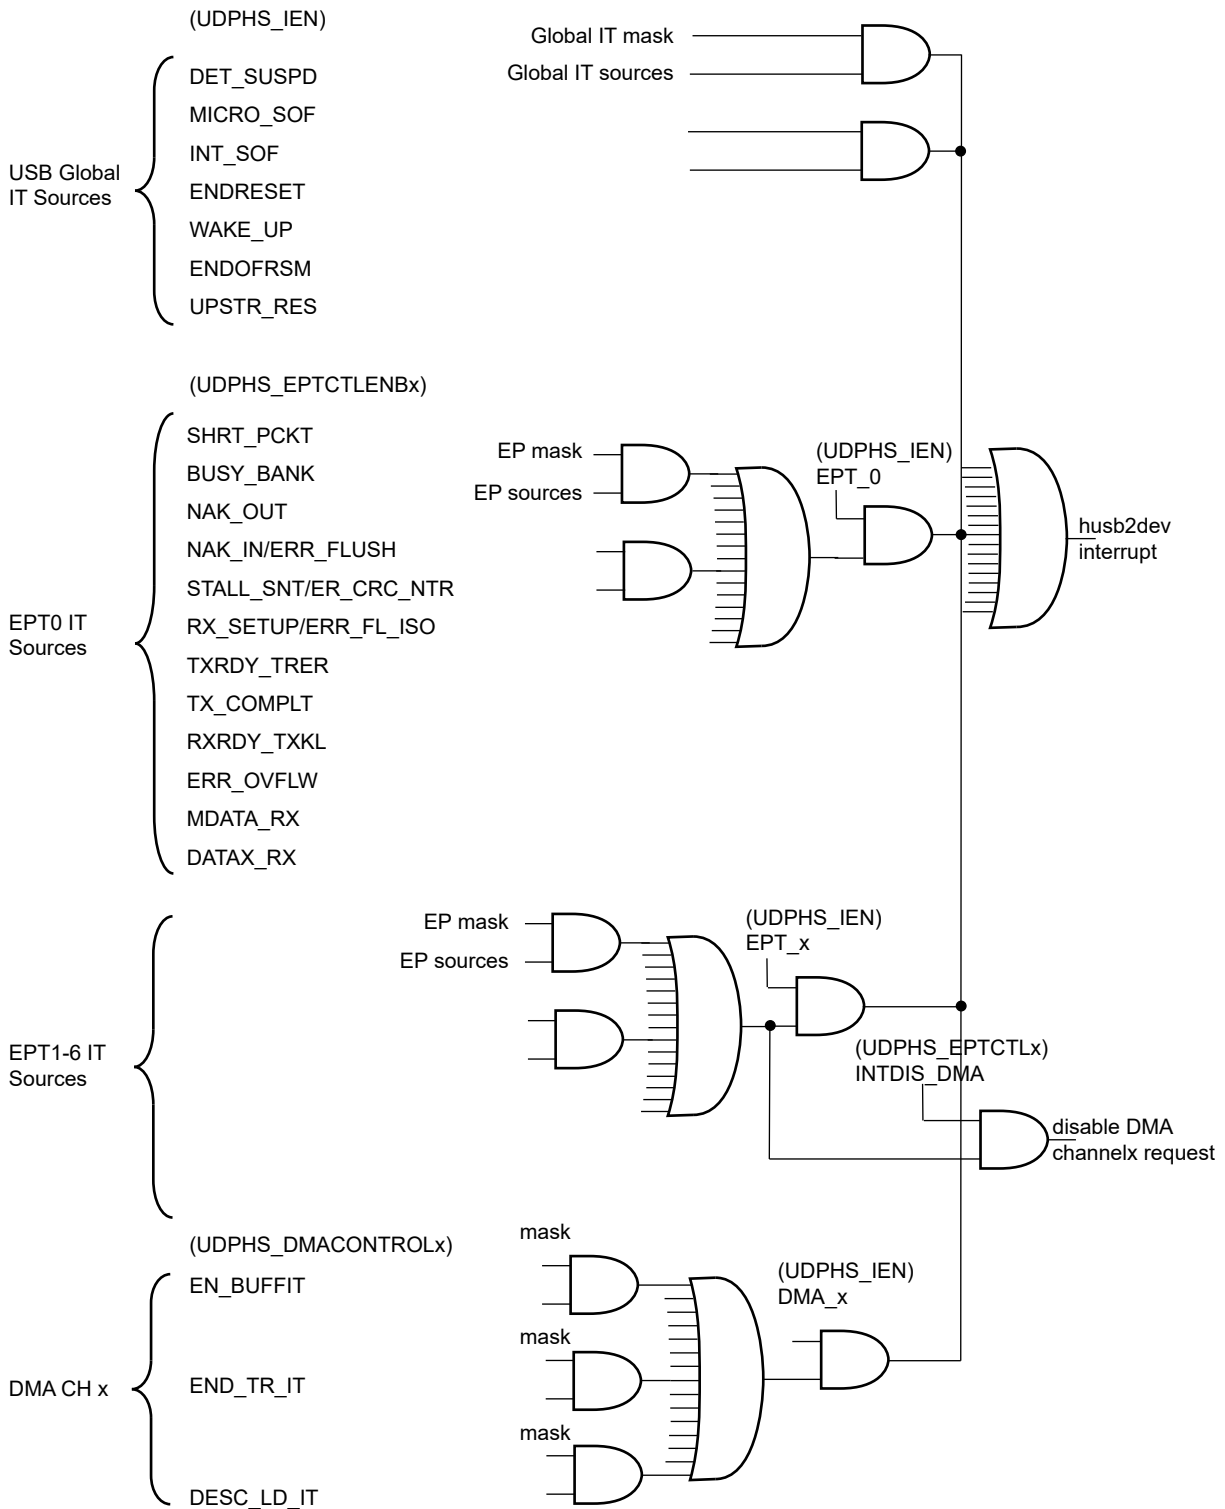 (UDPHS_IEN)
Global IT mask
Global IT sources
USB Global
IT Sources
DET_SUSPD
MICRO_SOF
INT_SOF
ENDRESET
WAKE_UP
ENDOFRSM
UPSTR_RES
(UDPHS_EPTCTLENBx)
EPT0 IT
Sources
SHRT_PCKT
BUSY_BANK
NAK_OUT
NAK_IN/ERR_FLUSH
STALL_SNT/ER_CRC_NTR
RX_SETUP/ERR_FL_ISO
TXRDY_TRER
TX_COMPLT
RXRDY_TXKL
ERR_OVFLW
MDATA_RX
DATAX_RX
EP mask
EP sources
(UDPHS_IEN)
EPT_0
husb2dev
interrupt
EPT1-6 IT
Sources
EP mask
EP sources
(UDPHS_IEN)
EPT_x
(UDPHS_EPTCTLx)
INTDIS_DMA
disable DMA
channelx request
(UDPHS_DMACONTROLx)
DMA CH x
EN_BUFFIT
END_TR_IT
DESC_LD_IT
mask
mask
mask
(UDPHS_IEN)
DMA_x